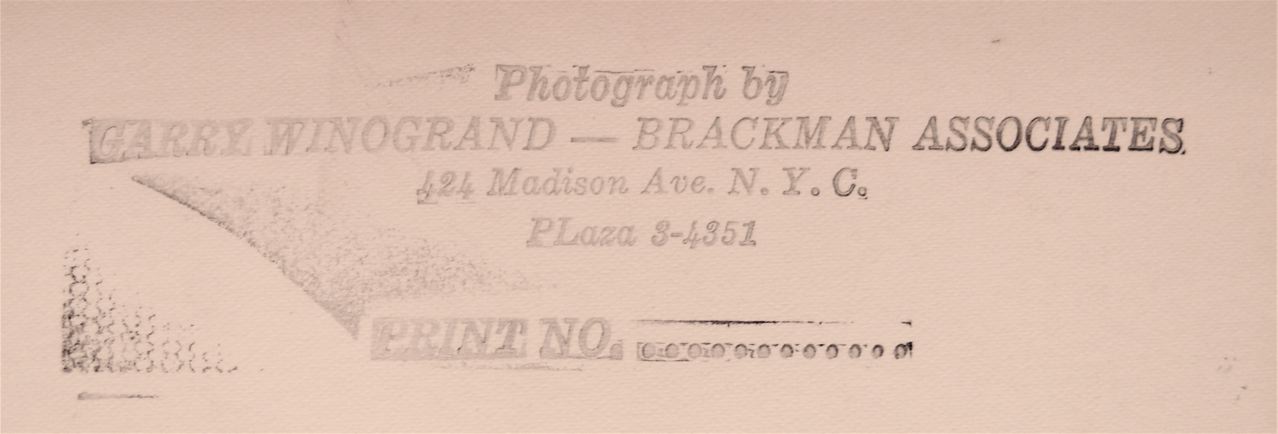 Photograph by
GARRY WINOGRAND — BRACKMAN ASSOCIATES
424 Madison Ave. N. Y. C.
PLaza 3-4351
PRINT NO.